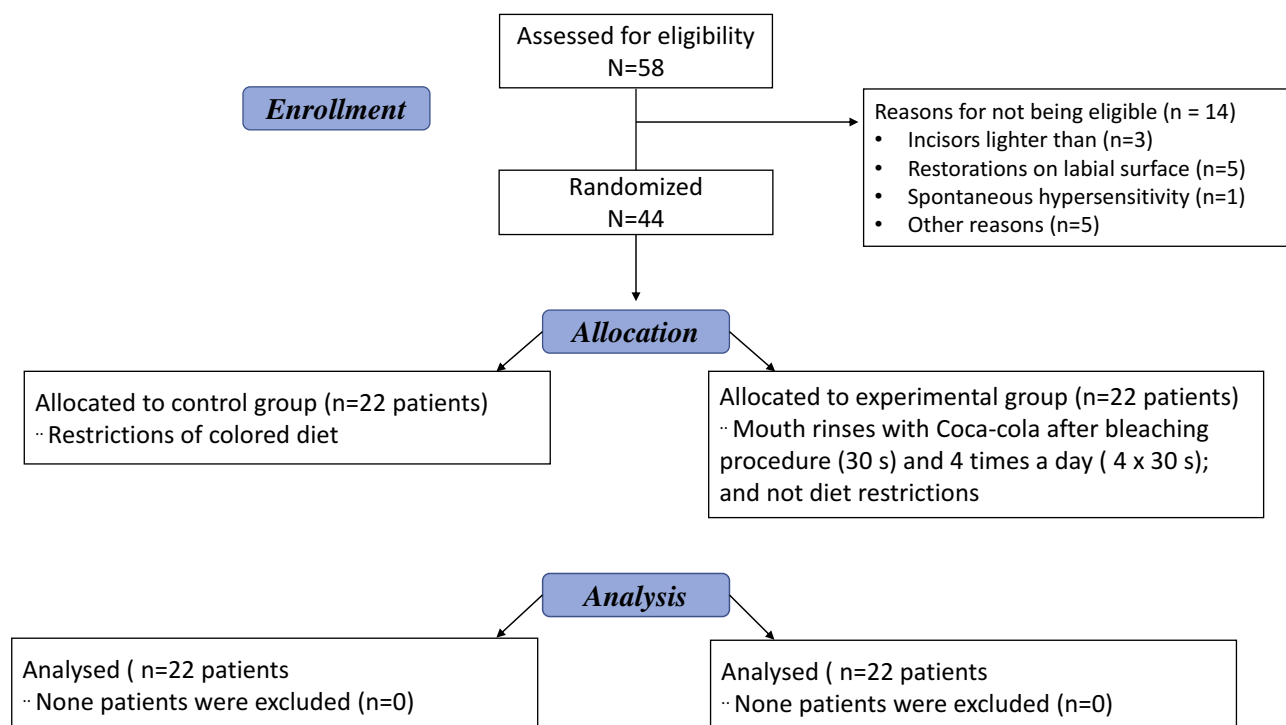 Assessed for eligibility
N=58
Enrollment
Reasons for not being eligible (n = 14)
• Incisors lighter than (n=3)
• Restorations on labial surface (n=5)
• Spontaneous hypersensitivity (n=1)
• Other reasons (n=5)
Randomized
N=44
Allocation
Allocated to control group (n=22 patients)
¨ Restrictions of colored diet
Allocated to experimental group (n=22 patients)
¨ Mouth rinses with Coca-cola after bleaching
procedure (30 s) and 4 times a day ( 4 x 30 s);
and not diet restrictions
Analysis
Analysed ( n=22 patients
¨ None patients were excluded (n=0)
Analysed ( n=22 patients
¨ None patients were excluded (n=0)